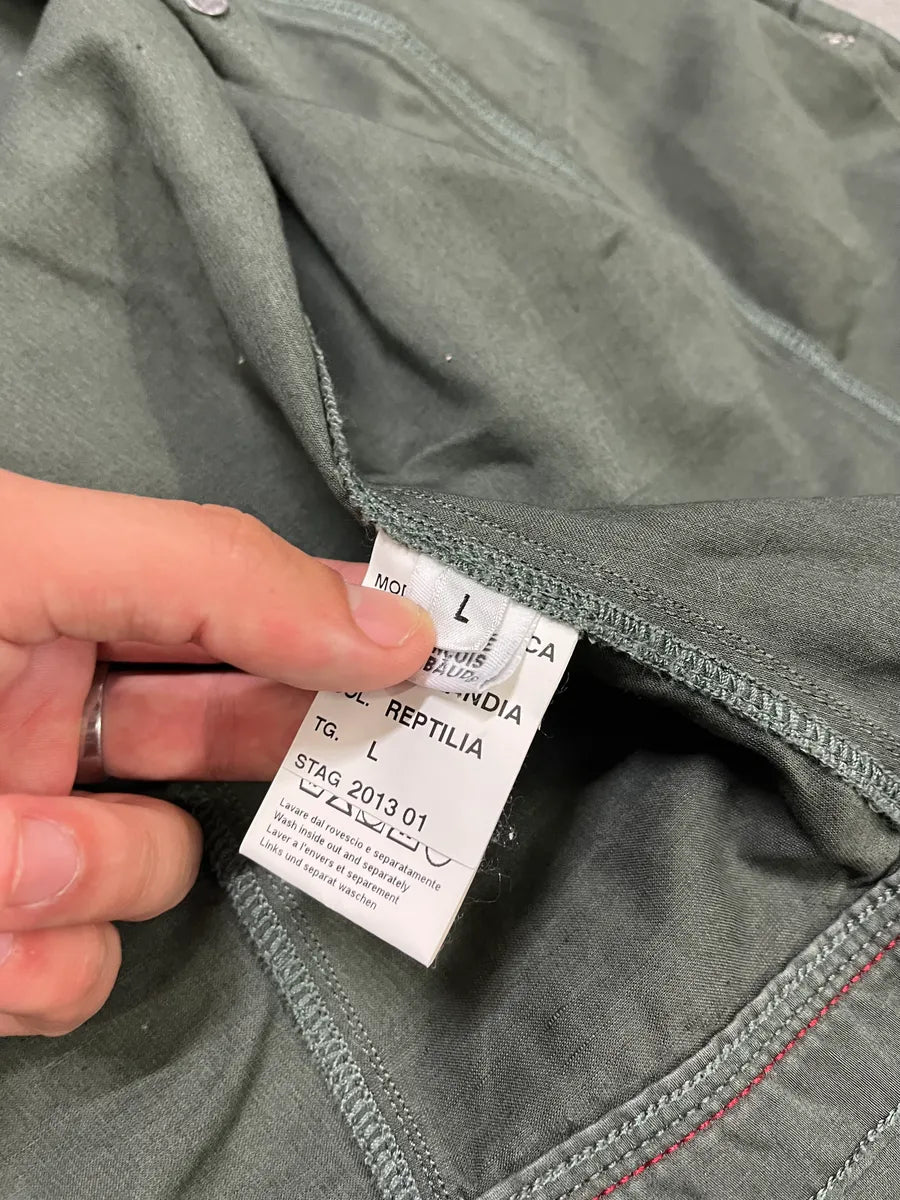 L
TG. L
REPTILIA
STAG 2013 01
Lavare dal rovescio e separatamente
Wash inside out and separately
Laver a l'envers et separement
Links und separat waschen